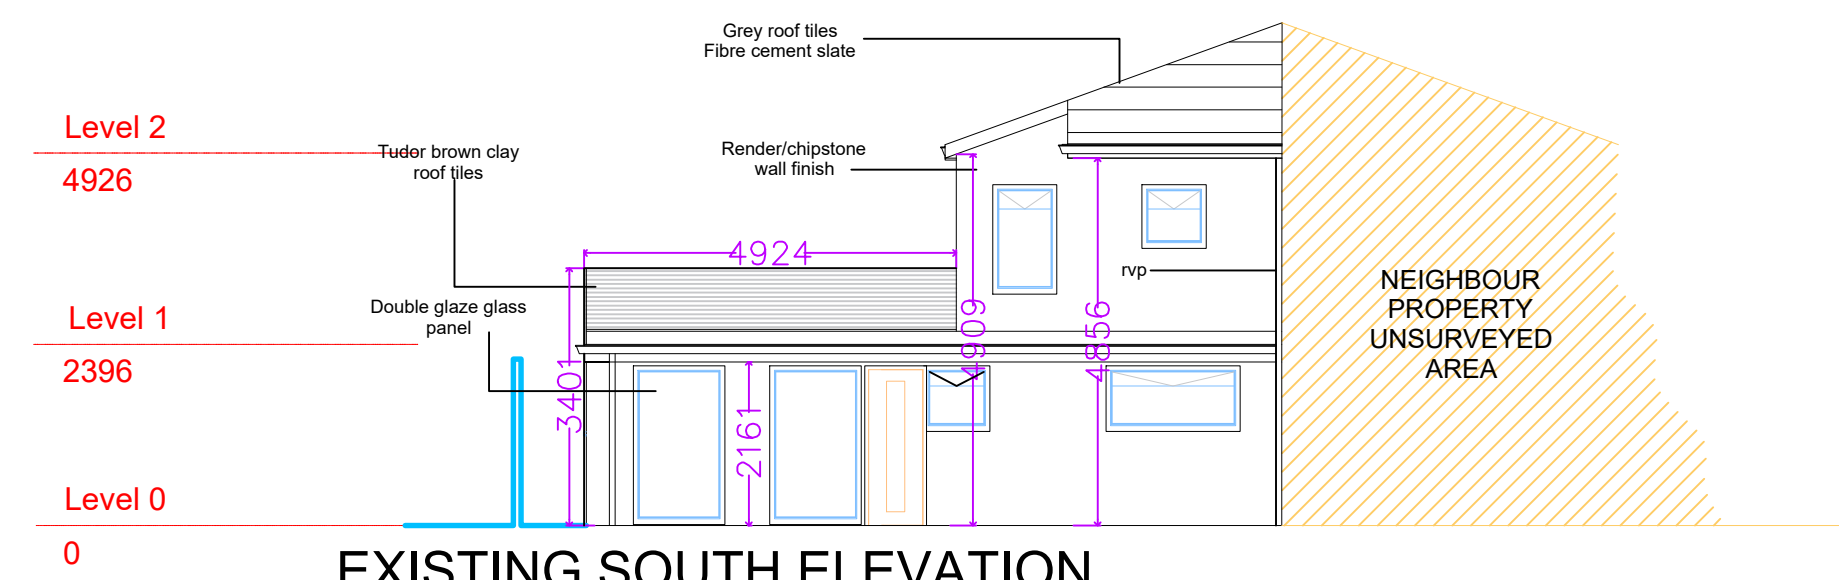 Grey roof tiles
Fibre cement slate
Level 2
4926
Tudor brown clay
roof tiles
Render/chipstone
wall finish
4924
rvp
NEIGHBOUR
PROPERTY
UNSURVEYED
AREA
Double glaze glass
panel
Level 1
2396
3401
2161
4909
4856
Level 0
0
EXISTING SOUTH ELEVATION